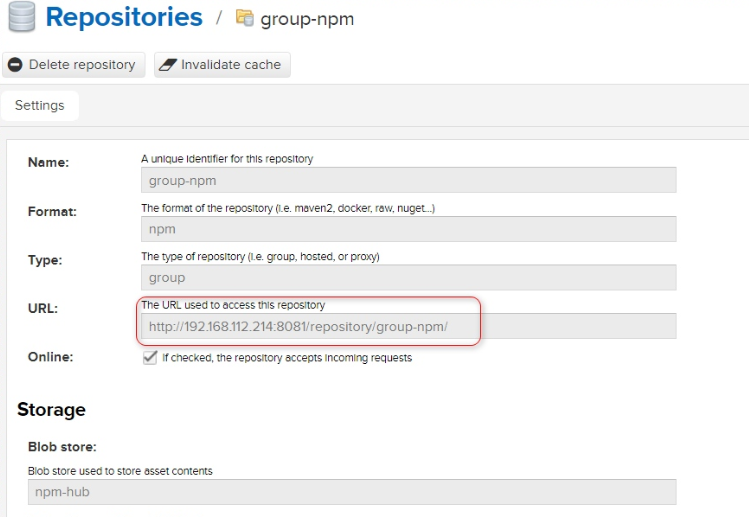 Repositories / group-npm
Delete repository Invalidate cache
Settings
Name: A unique identifier for this repository
group-npm
Format: The format of the repository (i.e. maven2, docker, raw, nuget...)
npm
Type: The type of repository (i.e. group, hosted, or proxy)
group
URL: The URL used to access this repository
http://192.168.112.214:8081/repository/group-npm/
Online: If checked, the repository accepts incoming requests
Storage
Blob store:
Blob store used to store asset contents
npm-hub